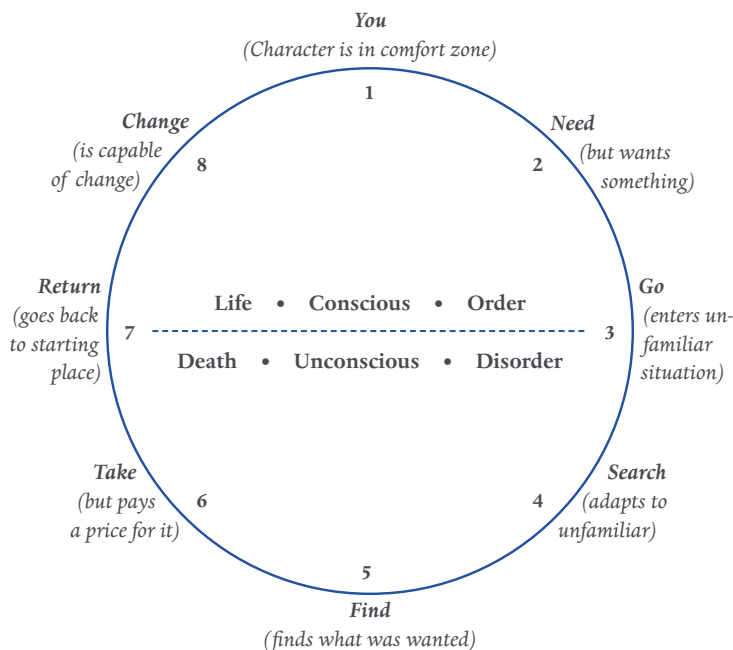 You
(Character is in comfort zone)
1
Need
(but wants
something)
2
Go
(enters un-
familiar
situation)
3
Search
(adapts to
unfamiliar)
4
5
Find
(finds what was wanted)
Take
(but pays
a price for it)
6
Return
(goes back
to starting
place)
7
Change
(is capable
of change)
8
Life • Conscious • Order
Death • Unconscious • Disorder